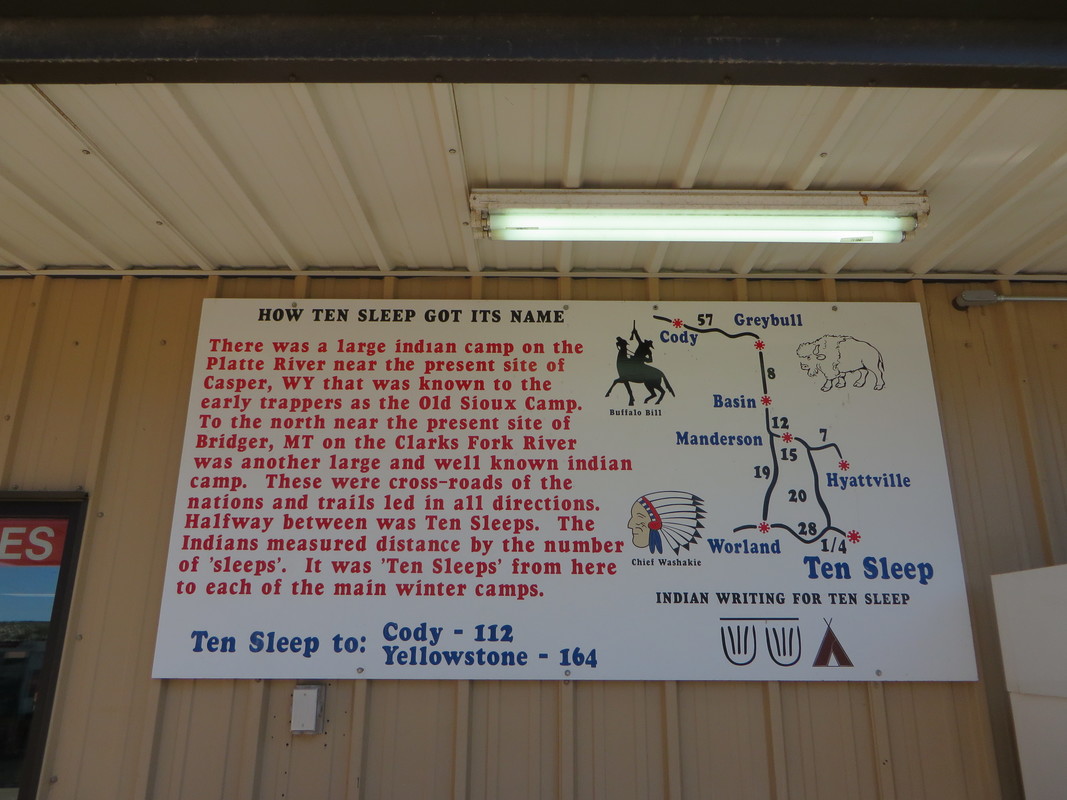 HOW TEN SLEEP GOT ITS NAME
There was a large indian camp on the
Platte River near the present site of
Casper, WY that was known to the
early trappers as the Old Sioux Camp.
To the north near the present site of
Bridger, MT on the Clarks Fork River
was another large and well known indian
camp. These were cross-roads of the
nations and trails led in all directions.
Halfway between was Ten Sleeps. The
Indians measured distance by the number
of 'sleeps'. It was 'Ten Sleeps' from here
to each of the main winter camps.
Ten Sleep to: Cody - 112
Yellowstone - 164
57
Greybull
Cody
Buffalo Bill
8
Basin
12
Manderson
7
15
19
Hyattville
20
28
Worland
1/4
Ten Sleep
Chief Washakie
INDIAN WRITING FOR TEN SLEEP
ES